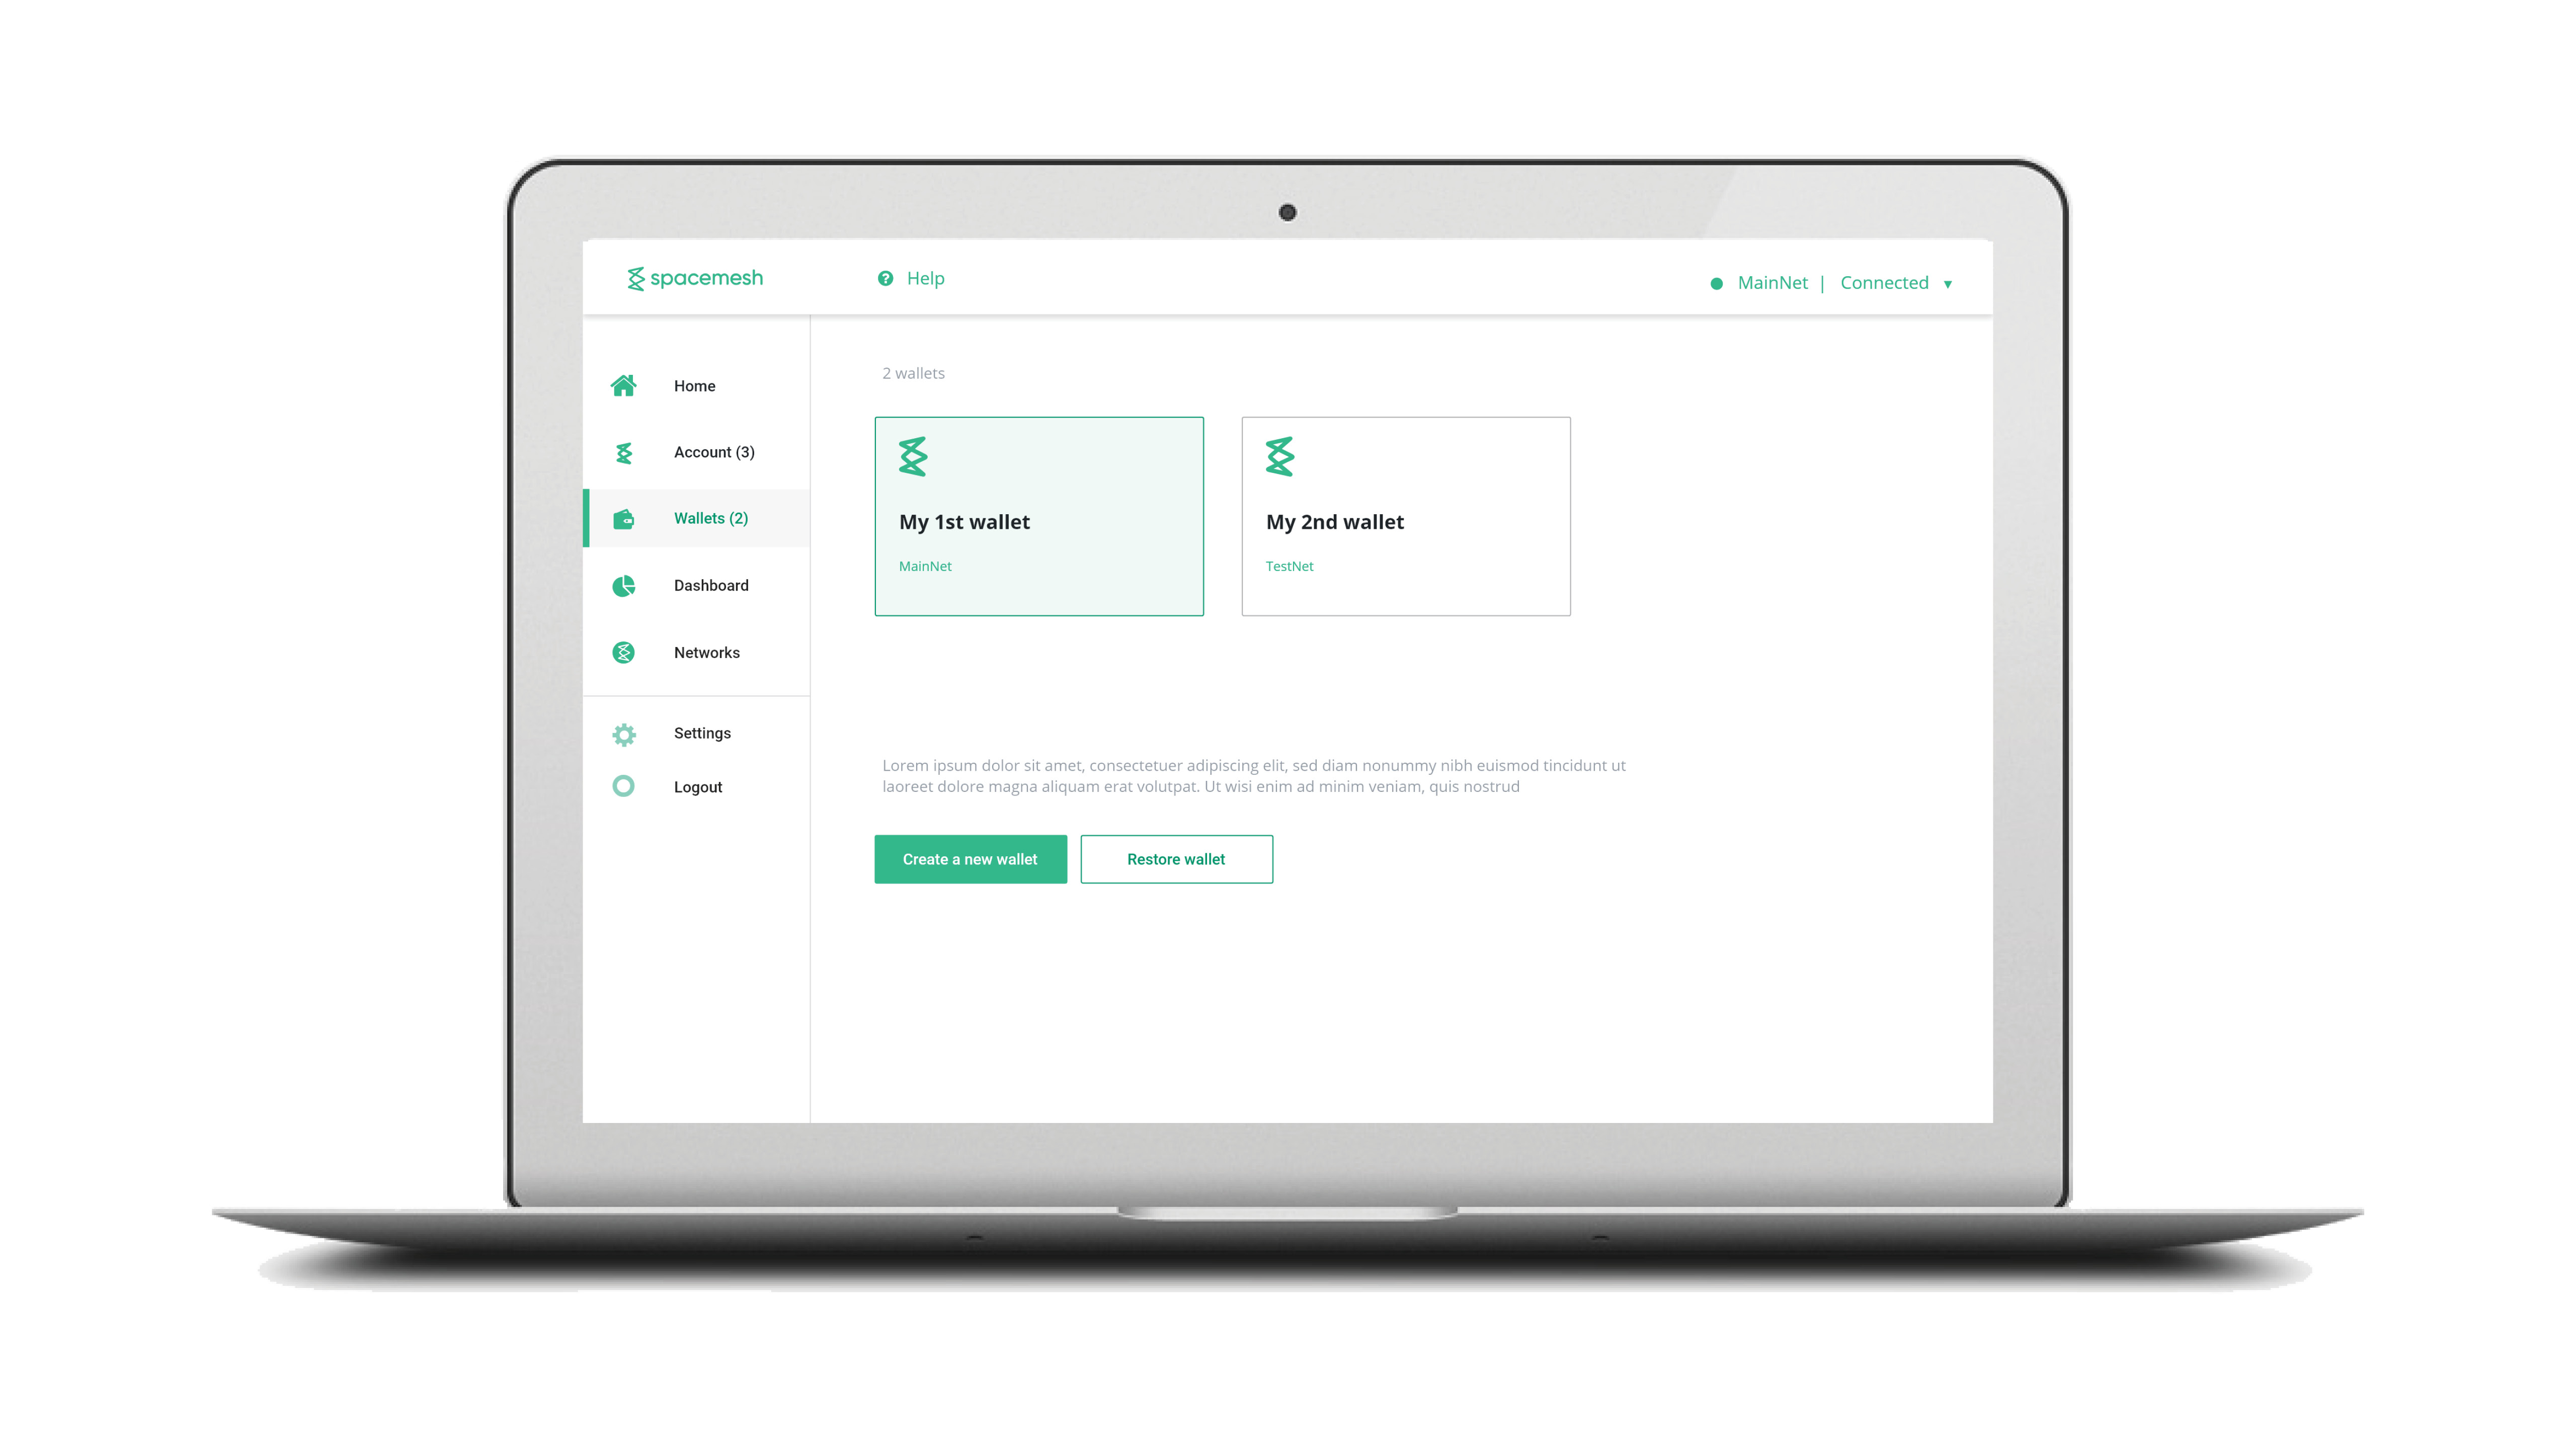 spacemesh
Help
MainNet | Connected
Home
Account (3)
Wallets (2)
Dashboard
Networks
Settings
Logout
2 wallets
My 1st wallet
MainNet
My 2nd wallet
TestNet
Lorem ipsum dolor sit amet, consectetuer adipiscing elit, sed diam nonummy nibh euismod tincidunt ut
laoreet dolore magna aliquam erat volutpat. Ut wisi enim ad minim veniam, quis nostrud
Create a new wallet
Restore wallet